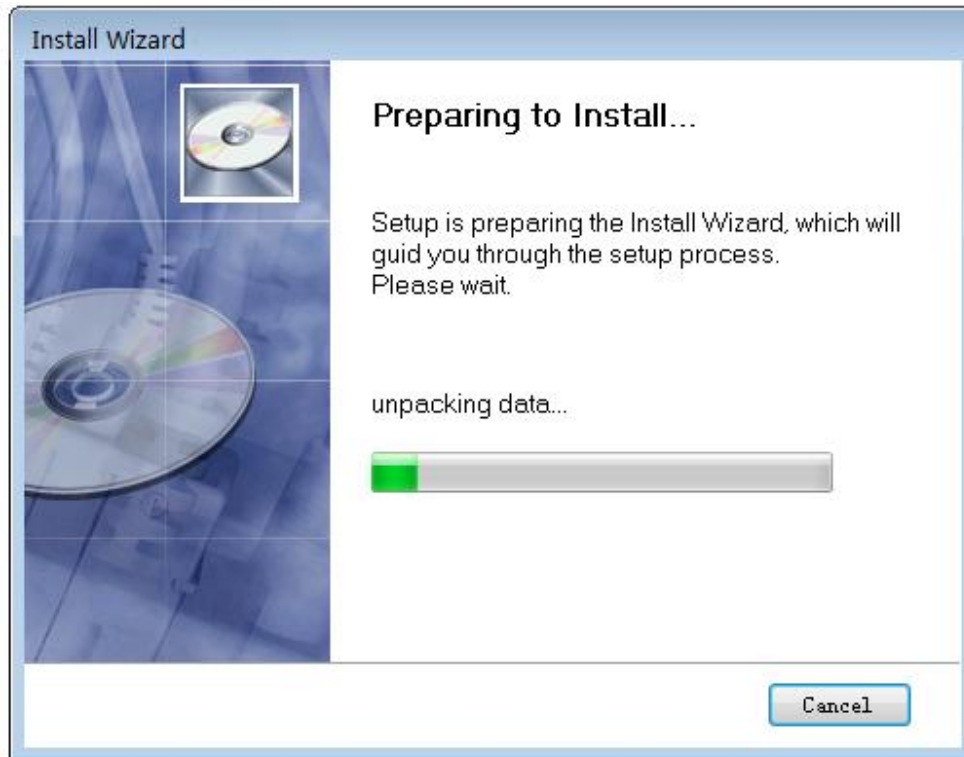 Install Wizard
Preparing to Install...
Setup is preparing the Install Wizard, which will
guid you through the setup process.
Please wait.
unpacking data...
Cancel